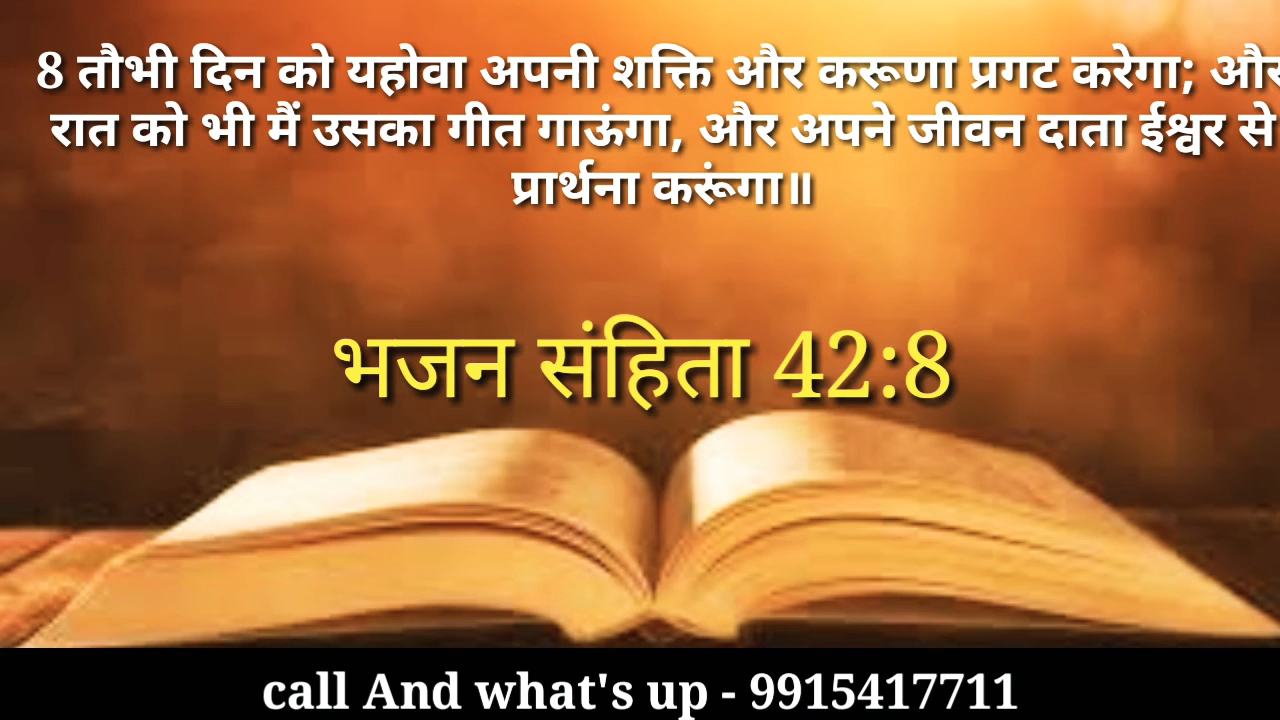 8 तौभी दिन को यहोवा अपनी शक्ति और करूणा प्रगट करेगा; और
रात को भी मैं उसका गीत गाऊंगा, और अपने जीवन दाता ईश्वर से
प्रार्थना करूंगा॥
भजन संहिता 42:8
call And what's up - 9915417711